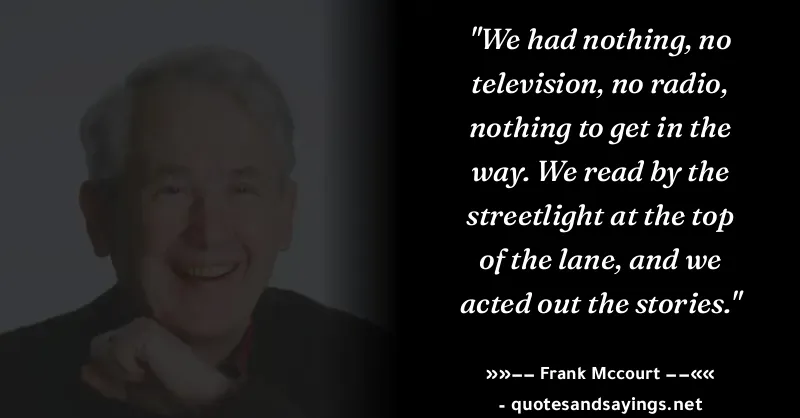 "We had nothing, no
television, no radio,
nothing to get in the
way. We read by the
streetlight at the top
of the lane, and we
acted out the stories."
»»−− Frank Mccourt −−««
- quotesandsayings.net